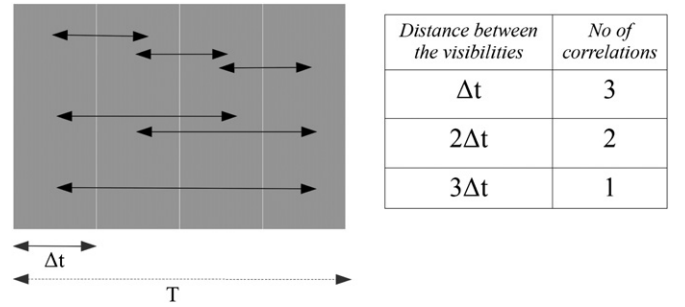 Distance between
the visibilities
No of
correlations
Δt
3
2Δt
2
3Δt
1
Δt
T